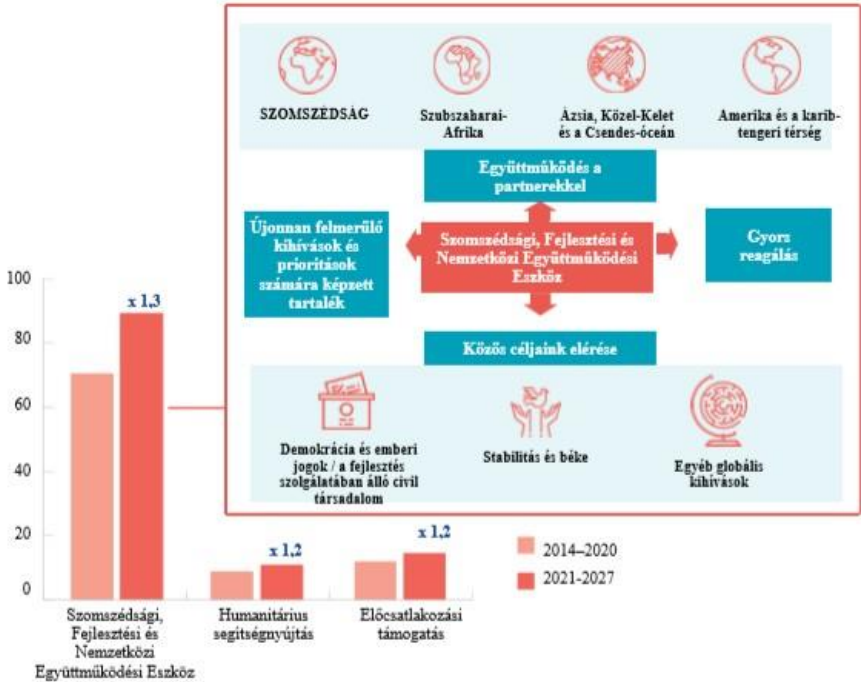 SZOMSZÉDSÁG
Szubszaharai-
Afrika
Ázsia, Közel-Kelet
és a Csendes-óceán
Amerika és a karib-
tengeri térség
Együttműködés a
partnerekkel
Újonnan felmerülő
kihívások és
prioritások
számára képzett
tartalék
Szomszédsági, Fejlesztési és
Nemzetközi Együttműködési
Eszköz
Gyors
reagálás
Közös céljaink elérése
Demokrácia és emberi
jogok / a fejlesztés
szolgálatában álló civil
társadalom
Stabilitás és béke
Egyéb globális
kihívások
100
80
60
40
20
0
x 1,3
x 1,2
x 1,2
2014–2020
2021-2027
Szomszédsági,
Fejlesztési és
Nemzetközi
Együttműködési Eszköz
Humanitárius
segítségnyújtás
Előcsatlakozási
támogatás